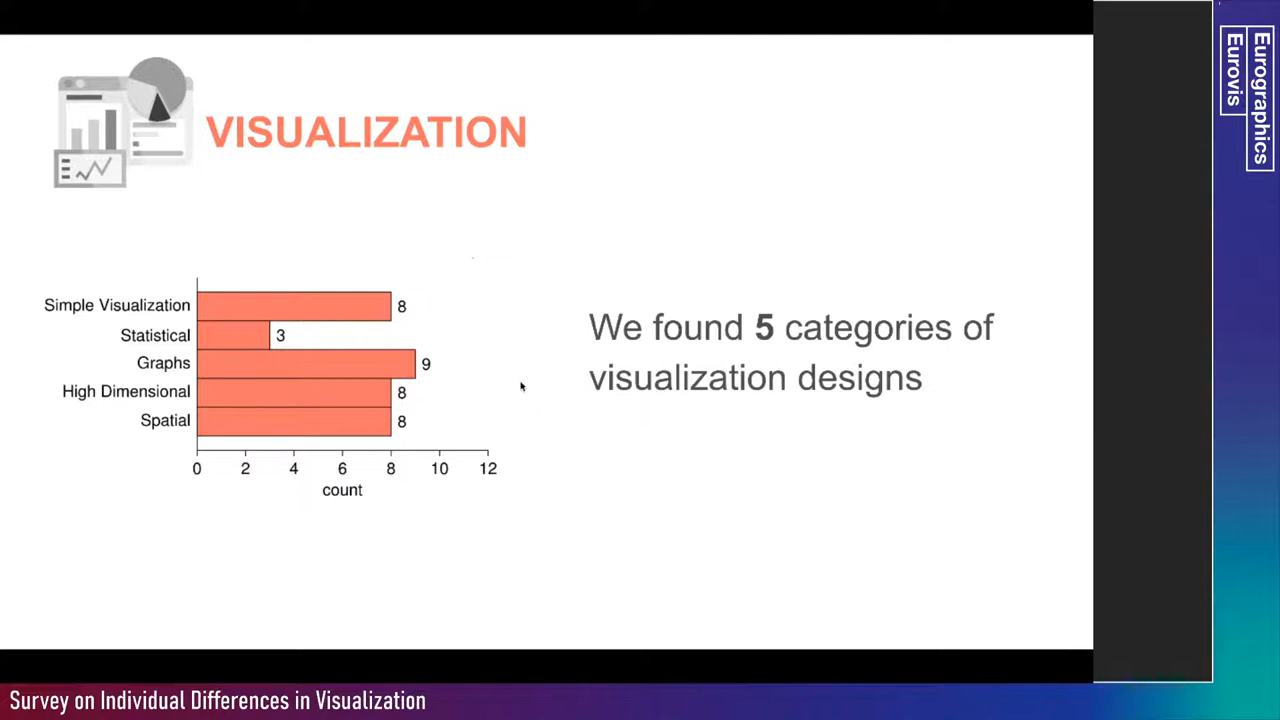 VISUALIZATION
Simple Visualization 8
Statistical 3
Graphs 9
High Dimensional 8
Spatial 8
0 2 4 6 8 10 12
count
We found 5 categories of
visualization designs
Eurographics
Eurovis
Survey on Individual Differences in Visualization